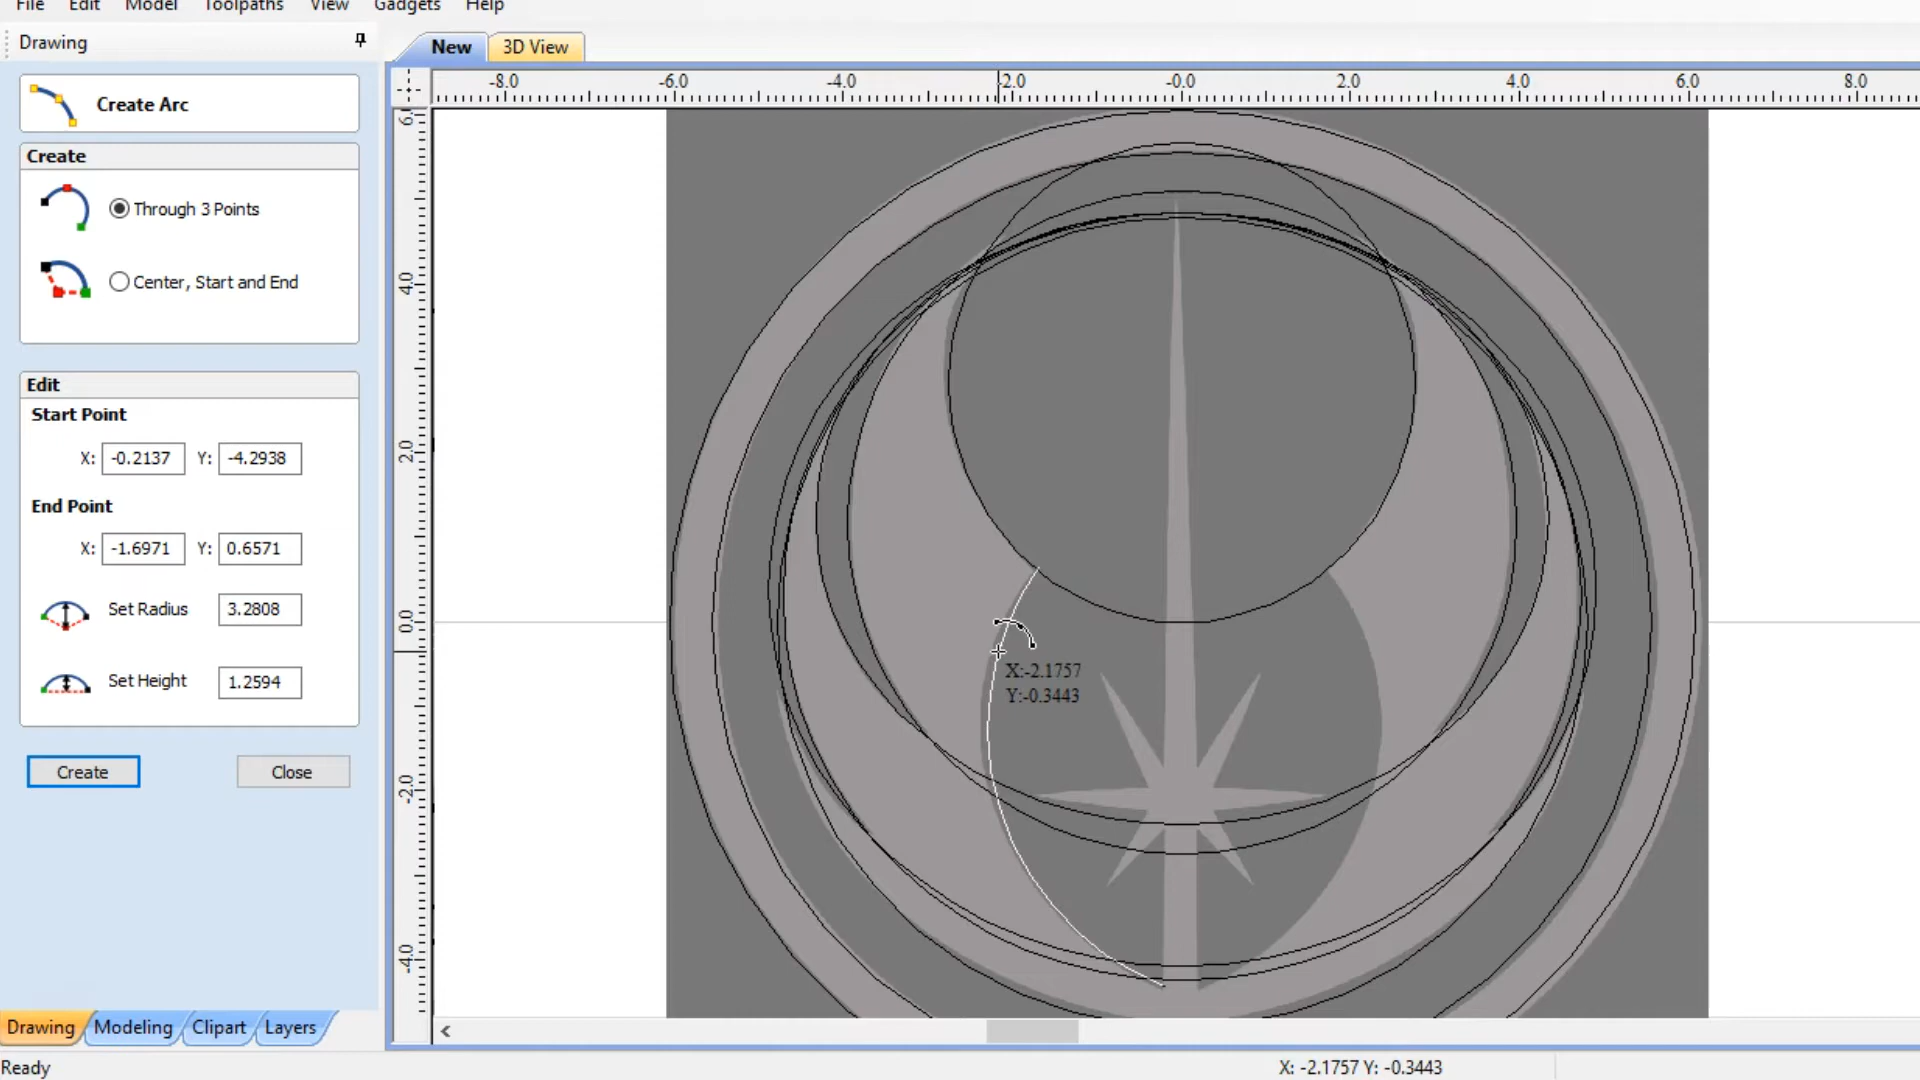 File Edit Model Toolpaths View Gadgets Help
Drawing
New 3D View
Create Arc
Create
Through 3 Points
Center, Start and End
Edit
Start Point
X: -0.2137 Y: -4.2938
End Point
X: -1.6971 Y: 0.6571
Set Radius 3.2808
Set Height 1.2594
Create Close
Drawing Modeling Clipart Layers
Ready
-8.0 -6.0 -4.0 -2.0 -0.0 2.0 4.0 6.0 8.0
4.0
2.0
0.0
-2.0
-4.0
X:-2.1757
Y:-0.3443
X: -2.1757 Y: -0.3443